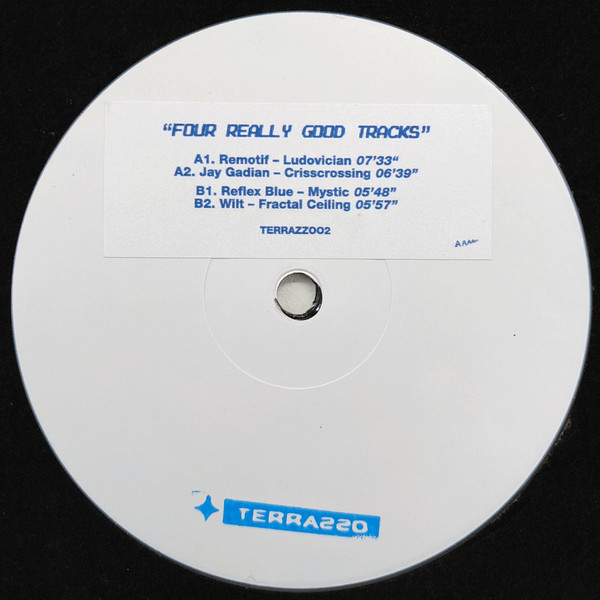 “FOUR REALLY GOOD TRACKS”
A1. Remotif – Ludovician 07’33“
A2. Jay Gadian – Crisscrossing 06’39”
B1. Reflex Blue – Mystic 05’48”
B2. Wilt – Fractal Ceiling 05’57”
TERRAZZO02
TERRAZZO